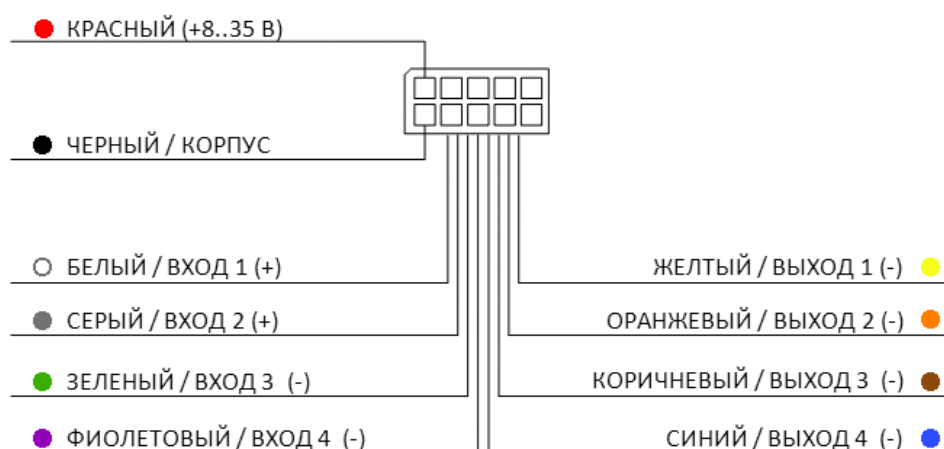 КРАСНЫЙ (+8..35 В)
ЧЕРНЫЙ / КОРПУС
БЕЛЫЙ / ВХОД 1 (+)
ЖЕЛТЫЙ / ВЫХОД 1 (-)
СЕРЫЙ / ВХОД 2 (+)
ОРАНЖЕВЫЙ / ВЫХОД 2 (-)
ЗЕЛЕНЫЙ / ВХОД 3 (-)
КОРИЧНЕВЫЙ / ВЫХОД 3 (-)
ФИОЛЕТОВЫЙ / ВХОД 4 (-)
СИНИЙ / ВЫХОД 4 (-)